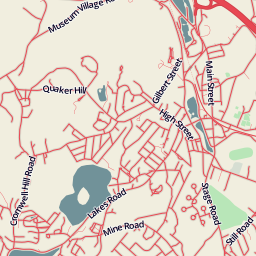 Museum Village
Quaker Hill
Gilbert Street
Main Street
High Street
Cornwell Hill Road
Lakes Road
Stage Road
Mine Road
Still Road